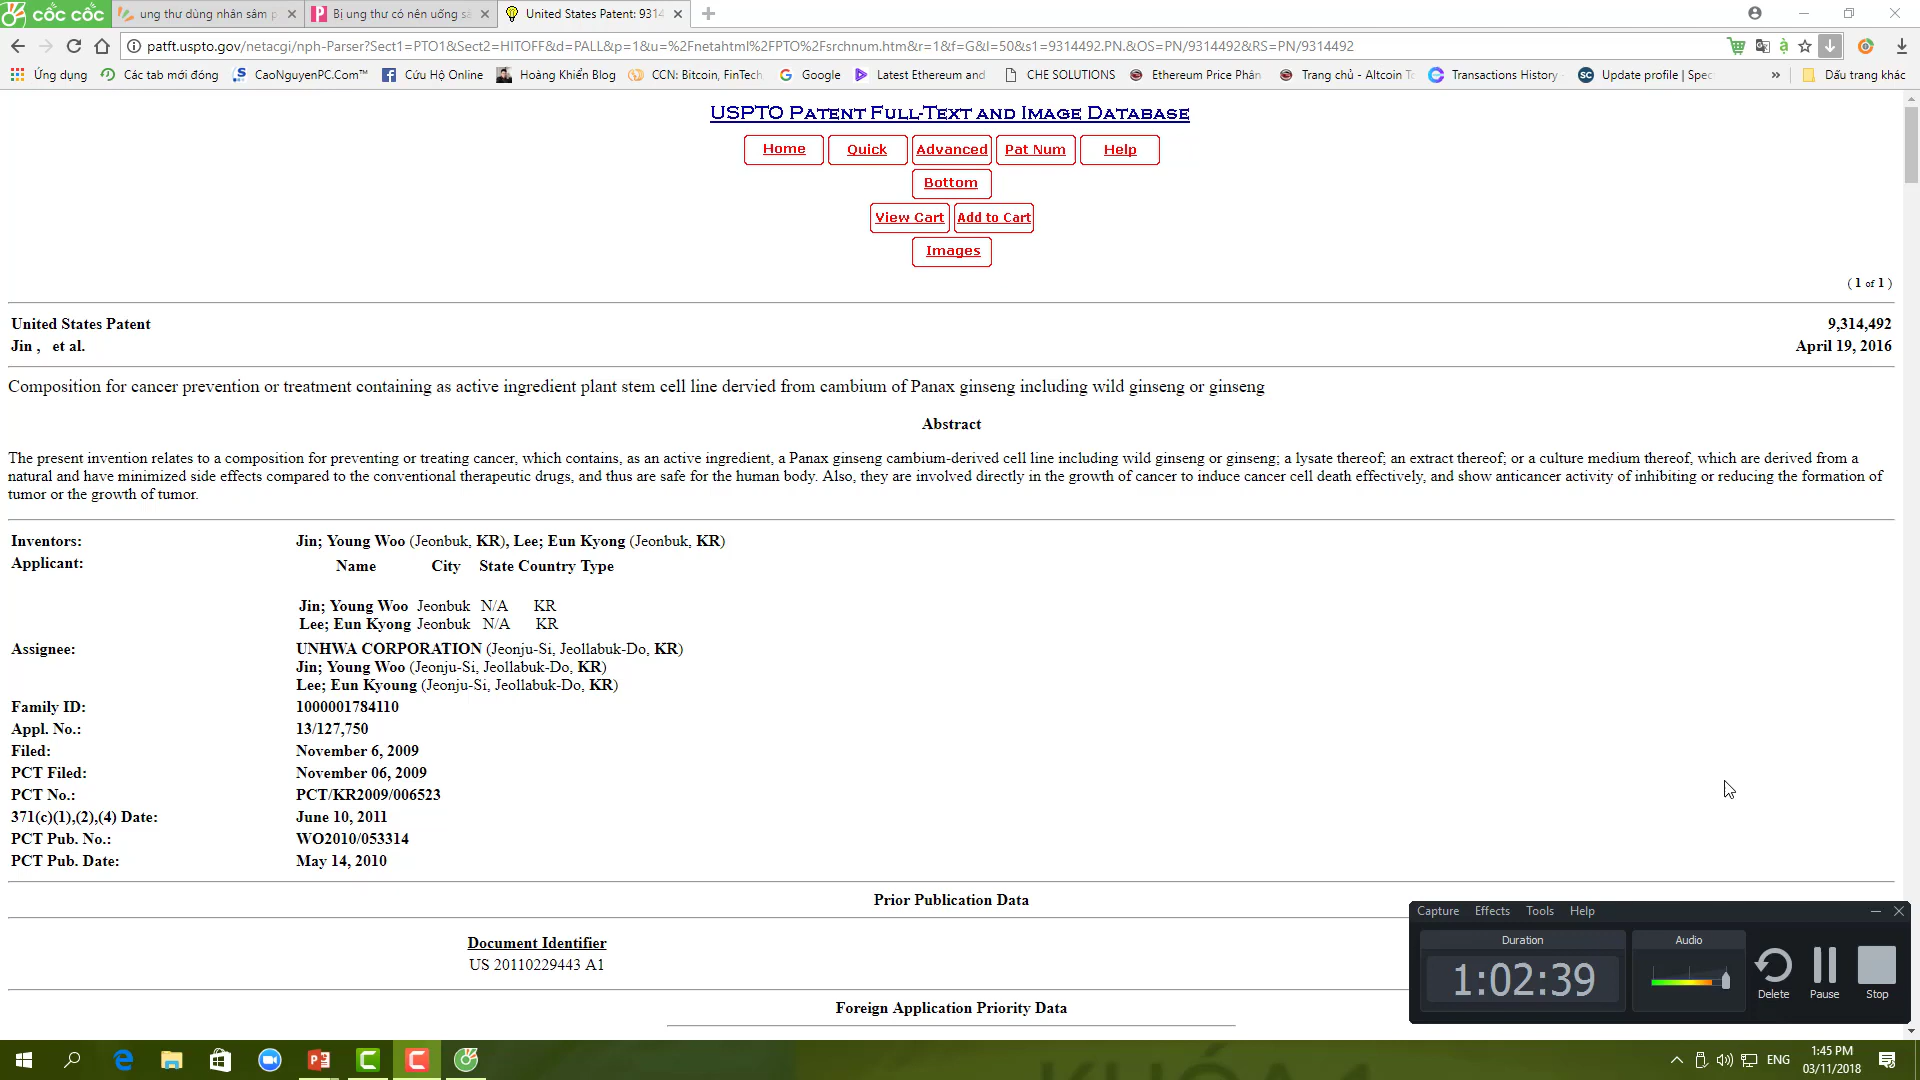 cốc cốc
ung thư dùng nhân sâm p
Bị ung thư có nên uống sâ
United States Patent: 9314
patft.uspto.gov/netacgi/nph-Parser?Sect1=PTO1&Sect2=HITOFF&d=PALL&p=1&u=%2Fnetahtml%2FPTO%2Fsrchnum.htm&r=1&f=G&l=50&s1=9314492.PN.&OS=PN/9314492&RS=PN/9314492
Ứng dụng Các tab mới đóng CaoNguyenPC.Com™ Cứu Hộ Online Hoàng Khiển Blog CCN: Bitcoin, FinTech, Google Latest Ethereum and CHE SOLUTIONS Ethereum Price Phân Trang chủ - Altcoin T Transactions History Update profile | Spec » Dấu trang khác
USPTO Patent Full-Text and Image Database
Home Quick Advanced Pat Num Help
Bottom
View Cart Add to Cart
Images
( 1 of 1 )
United States Patent 9,314,492
Jin , et al. April 19, 2016
Composition for cancer prevention or treatment containing as active ingredient plant stem cell line dervied from cambium of Panax ginseng including wild ginseng or ginseng
Abstract
The present invention relates to a composition for preventing or treating cancer, which contains, as an active ingredient, a Panax ginseng cambium-derived cell line including wild ginseng or ginseng; a lysate thereof; an extract thereof; or a culture medium thereof, which are derived from a
natural and have minimized side effects compared to the conventional therapeutic drugs, and thus are safe for the human body. Also, they are involved directly in the growth of cancer to induce cancer cell death effectively, and show anticancer activity of inhibiting or reducing the formation of
tumor or the growth of tumor.
Inventors: Jin; Young Woo (Jeonbuk, KR), Lee; Eun Kyong (Jeonbuk, KR)
Applicant: Name City State Country Type
Jin; Young Woo Jeonbuk N/A KR
Lee; Eun Kyong Jeonbuk N/A KR
Assignee: UNHWA CORPORATION (Jeonju-Si, Jeollabuk-Do, KR)
Jin; Young Woo (Jeonju-Si, Jeollabuk-Do, KR)
Lee; Eun Kyoung (Jeonju-Si, Jeollabuk-Do, KR)
Family ID: 1000001784110
Appl. No.: 13/127,750
Filed: November 6, 2009
PCT Filed: November 06, 2009
PCT No.: PCT/KR2009/006523
371(c)(1),(2),(4) Date: June 10, 2011
PCT Pub. No.: WO2010/053314
PCT Pub. Date: May 14, 2010
Prior Publication Data
Document Identifier
US 20110229443 A1
Foreign Application Priority Data
Capture Effects Tools Help
Duration Audio
1:02:39
Delete Pause Stop
ENG
1:45 PM
03/11/2018